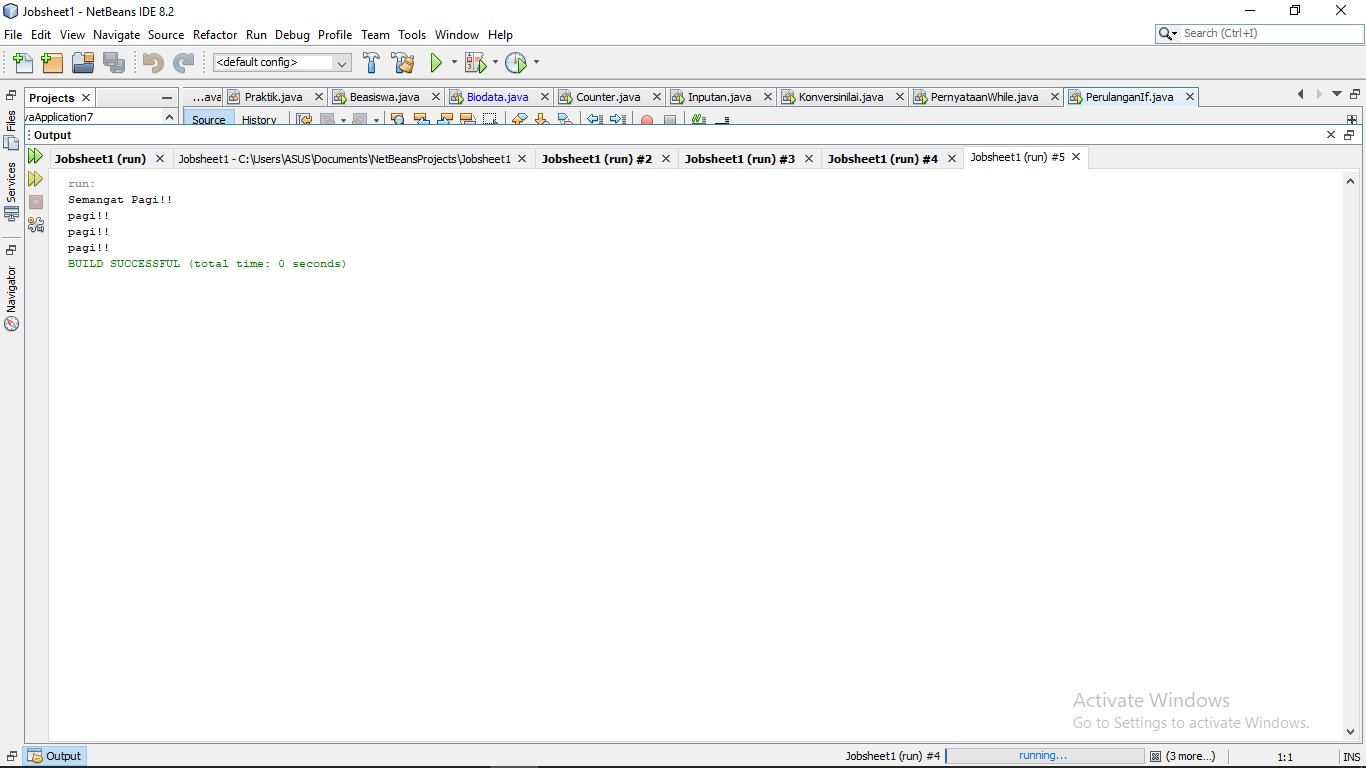 Jobsheet1 - NetBeans IDE 8.2
File Edit View Navigate Source Refactor Run Debug Profile Team Tools Window Help
Search (Ctrl+I)
<default config>
Projects
...ava Praktik.java Beasiswa.java Biodata.java Counter.java Inputan.java Konversinilai.java PernyataanWhile.java PerulanganIf.java
vaApplication7
Source History
Files
Services
Navigator
Output
Jobsheet1 (run) Jobsheet1 - C:\Users\ASUS\Documents\NetBeansProjects\Jobsheet1 Jobsheet1 (run) #2 Jobsheet1 (run) #3 Jobsheet1 (run) #4 Jobsheet1 (run) #5
run:
Semangat Pagi!!
pagi!!
pagi!!
pagi!!
BUILD SUCCESSFUL (total time: 0 seconds)
Activate Windows
Go to Settings to activate Windows.
Output
Jobsheet1 (run) #4 running... (3 more...) 1:1 INS